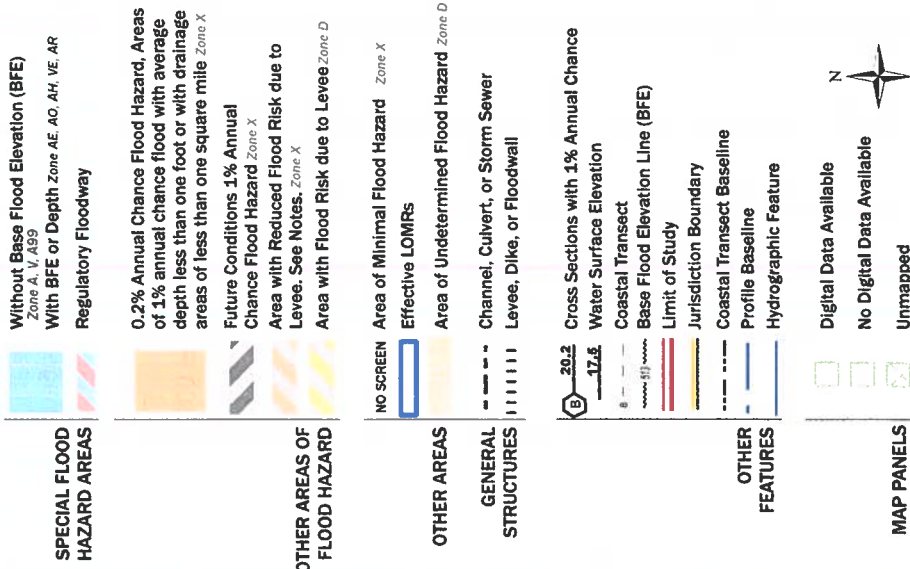 SPECIAL FLOOD
HAZARD AREAS
Without Base Flood Elevation (BFE)
Zone A, V, A99
With BFE or Depth Zone AE, AO, AH, VE, AR
Regulatory Floodway
OTHER AREAS OF
FLOOD HAZARD
0.2% Annual Chance Flood Hazard, Areas
of 1% annual chance flood with average
depth less than one foot or with drainage
areas of less than one square mile Zone X
Future Conditions 1% Annual
Chance Flood Hazard Zone X
Area with Reduced Flood Risk due to
Levee. See Notes. Zone X
Area with Flood Risk due to Levee Zone D
OTHER AREAS
NO SCREEN Area of Minimal Flood Hazard Zone X
Effective LOMRs
Area of Undetermined Flood Hazard Zone D
GENERAL
STRUCTURES
Channel, Culvert, or Storm Sewer
Levee, Dike, or Floodwall
OTHER
FEATURES
B 20.2 Cross Sections with 1% Annual Chance
17.5 Water Surface Elevation
8 Coastal Transect
513 Base Flood Elevation Line (BFE)
Limit of Study
Jurisdiction Boundary
Coastal Transect Baseline
Profile Baseline
Hydrographic Feature
MAP PANELS
Digital Data Available
No Digital Data Available
Unmapped
N